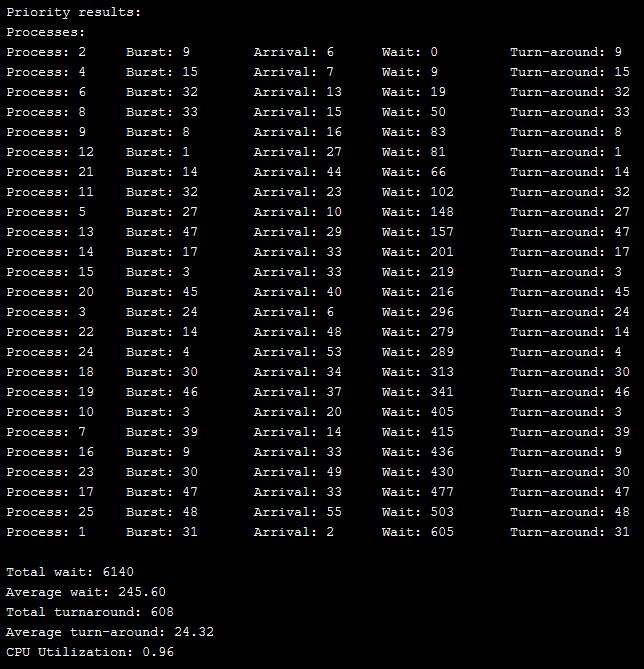 Priority results:
Processes:
Process: 2 Burst: 9 Arrival: 6 Wait: 0 Turn-around: 9
Process: 4 Burst: 15 Arrival: 7 Wait: 9 Turn-around: 15
Process: 6 Burst: 32 Arrival: 13 Wait: 19 Turn-around: 32
Process: 8 Burst: 33 Arrival: 15 Wait: 50 Turn-around: 33
Process: 9 Burst: 8 Arrival: 16 Wait: 83 Turn-around: 8
Process: 12 Burst: 1 Arrival: 27 Wait: 81 Turn-around: 1
Process: 21 Burst: 14 Arrival: 44 Wait: 66 Turn-around: 14
Process: 11 Burst: 32 Arrival: 23 Wait: 102 Turn-around: 32
Process: 5 Burst: 27 Arrival: 10 Wait: 148 Turn-around: 27
Process: 13 Burst: 47 Arrival: 29 Wait: 157 Turn-around: 47
Process: 14 Burst: 17 Arrival: 33 Wait: 201 Turn-around: 17
Process: 15 Burst: 3 Arrival: 33 Wait: 219 Turn-around: 3
Process: 20 Burst: 45 Arrival: 40 Wait: 216 Turn-around: 45
Process: 3 Burst: 24 Arrival: 6 Wait: 296 Turn-around: 24
Process: 22 Burst: 14 Arrival: 48 Wait: 279 Turn-around: 14
Process: 24 Burst: 4 Arrival: 53 Wait: 289 Turn-around: 4
Process: 18 Burst: 30 Arrival: 34 Wait: 313 Turn-around: 30
Process: 19 Burst: 46 Arrival: 37 Wait: 341 Turn-around: 46
Process: 10 Burst: 3 Arrival: 20 Wait: 405 Turn-around: 3
Process: 7 Burst: 39 Arrival: 14 Wait: 415 Turn-around: 39
Process: 16 Burst: 9 Arrival: 33 Wait: 436 Turn-around: 9
Process: 23 Burst: 30 Arrival: 49 Wait: 430 Turn-around: 30
Process: 17 Burst: 47 Arrival: 33 Wait: 477 Turn-around: 47
Process: 25 Burst: 48 Arrival: 55 Wait: 503 Turn-around: 48
Process: 1 Burst: 31 Arrival: 2 Wait: 605 Turn-around: 31
Total wait: 6140
Average wait: 245.60
Total turnaround: 608
Average turn-around: 24.32
CPU Utilization: 0.96